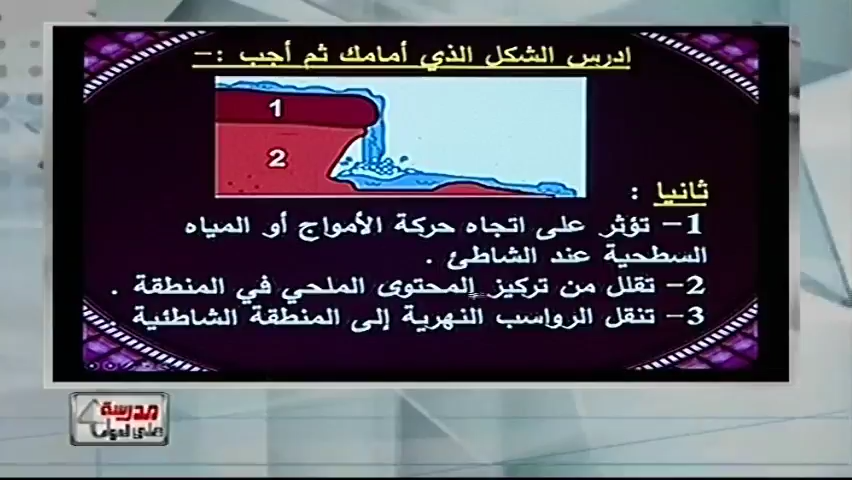 ادرس الشكل الذي أمامك ثم أجب :-
1
2
ثانيا :
1- تؤثر على اتجاه حركة الأمواج أو المياه
السطحية عند الشاطئ .
2- تقلل من تركيز المحتوى الملحي في المنطقة .
3- تنقل الرواسب النهرية إلى المنطقة الشاطئية .
مدرسة
على الهواء